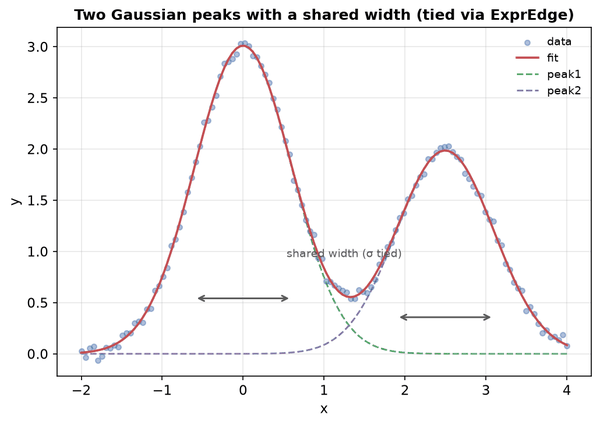 Two Gaussian peaks with a shared width (tied via ExprEdge)
data
fit
peak1
peak2
shared width (σ tied)
y
3.0
2.5
2.0
1.5
1.0
0.5
0.0
−2
−1
0
1
2
3
4
x